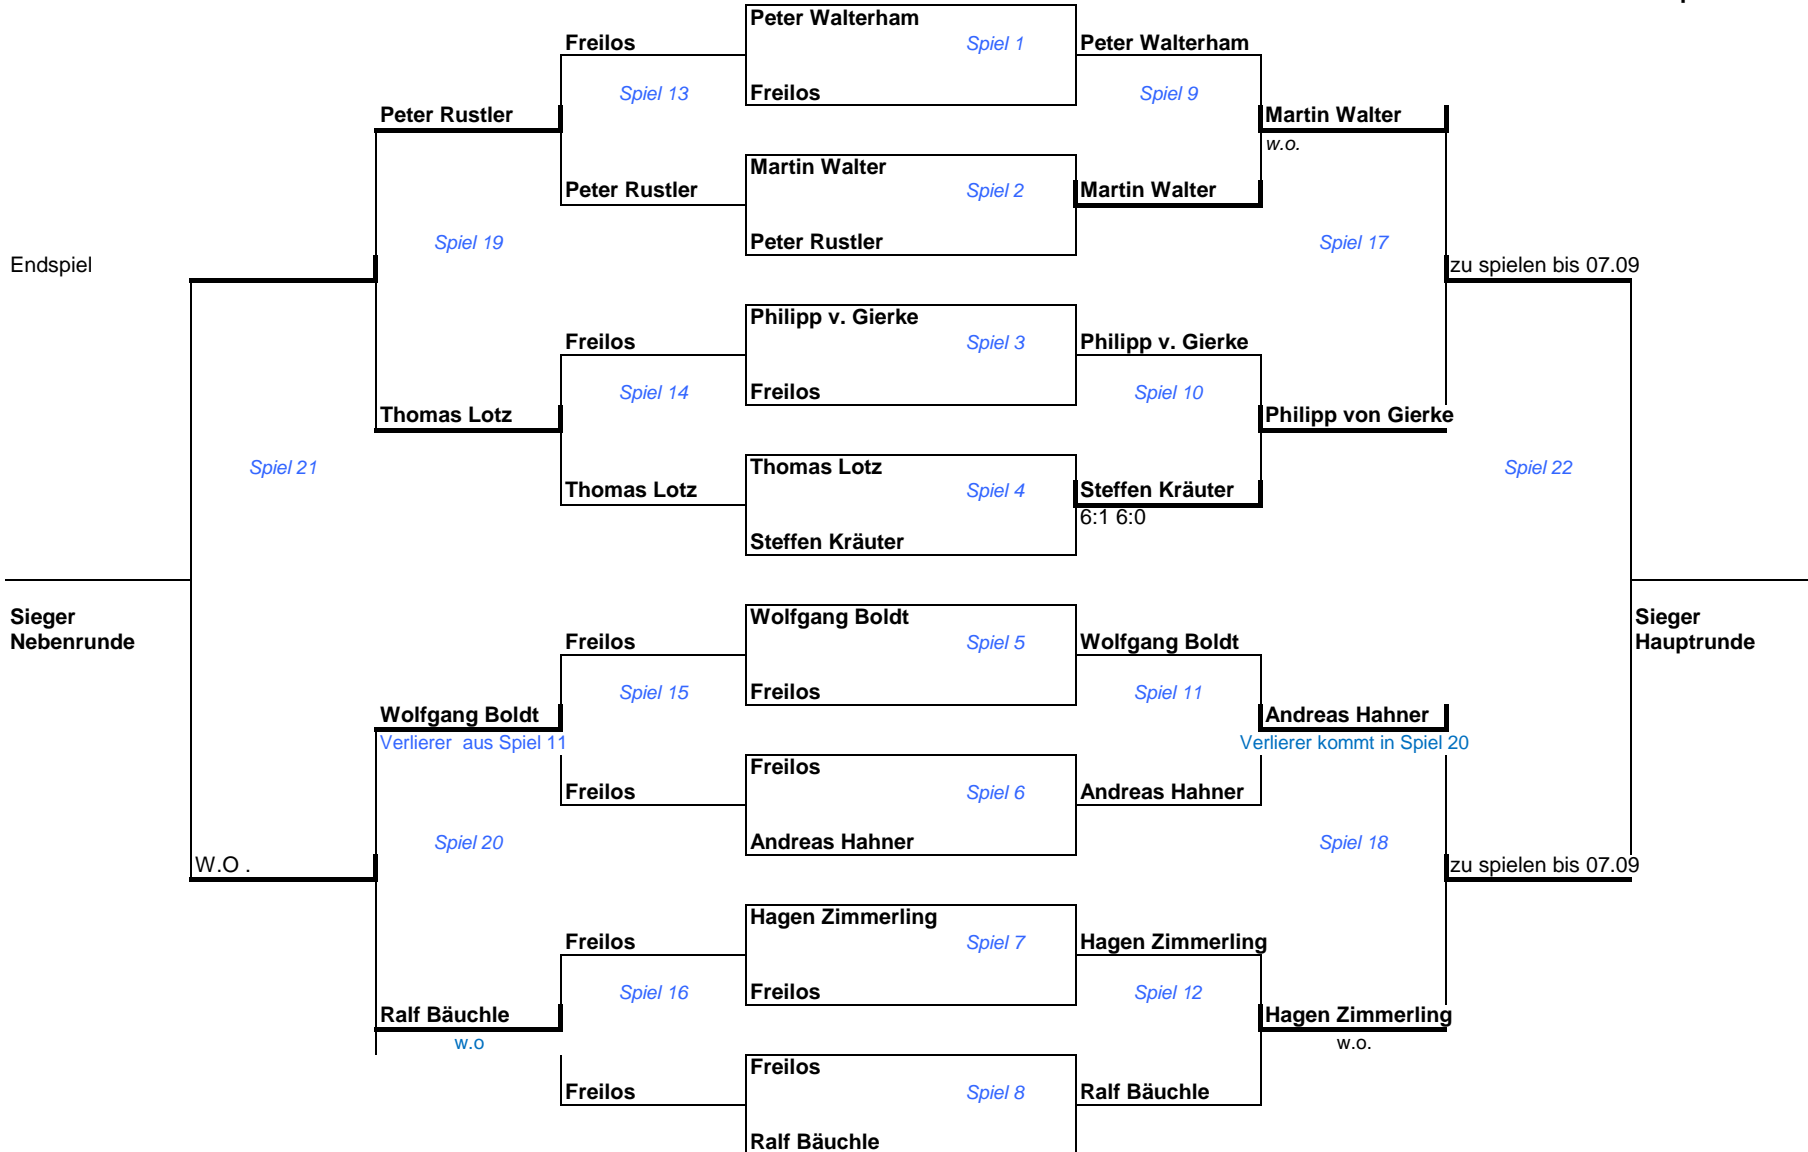 Peter Walterham
Freilos
Spiel 1
Peter Walterham
Spiel 13
Freilos
Spiel 9
Peter Rustler
Martin Walter
w.o.
Martin Walter
Peter Rustler
Spiel 2
Martin Walter
Spiel 19
Peter Rustler
Spiel 17
Endspiel
zu spielen bis 07.09
Philipp v. Gierke
Freilos
Spiel 3
Philipp v. Gierke
Spiel 14
Freilos
Spiel 10
Thomas Lotz
Philipp von Gierke
Spiel 21
Thomas Lotz
Spiel 22
Thomas Lotz
Spiel 4
Steffen Kräuter
6:1 6:0
Steffen Kräuter
Sieger
Nebenrunde
Wolfgang Boldt
Sieger
Hauptrunde
Freilos
Spiel 5
Wolfgang Boldt
Spiel 15
Freilos
Spiel 11
Wolfgang Boldt
Andreas Hahner
Verlierer aus Spiel 11
Verlierer kommt in Spiel 20
Freilos
Freilos
Spiel 6
Andreas Hahner
Spiel 20
Andreas Hahner
Spiel 18
W.O .
zu spielen bis 07.09
Hagen Zimmerling
Freilos
Spiel 7
Hagen Zimmerling
Spiel 16
Freilos
Spiel 12
Ralf Bäuchle
Hagen Zimmerling
w.o
w.o.
Freilos
Freilos
Spiel 8
Ralf Bäuchle
Ralf Bäuchle